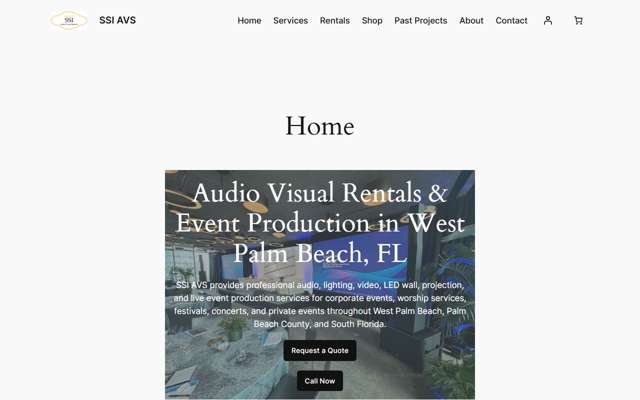 SSI
SSI AVS
Home Services Rentals Shop Past Projects About Contact
Home
Audio Visual Rentals &
Event Production in West
Palm Beach, FL
SSI AVS provides professional audio, lighting, video, LED wall, projection,
and live event production services for corporate events, worship services,
festivals, concerts, and private events throughout West Palm Beach, Palm
Beach County, and South Florida.
Request a Quote
Call Now